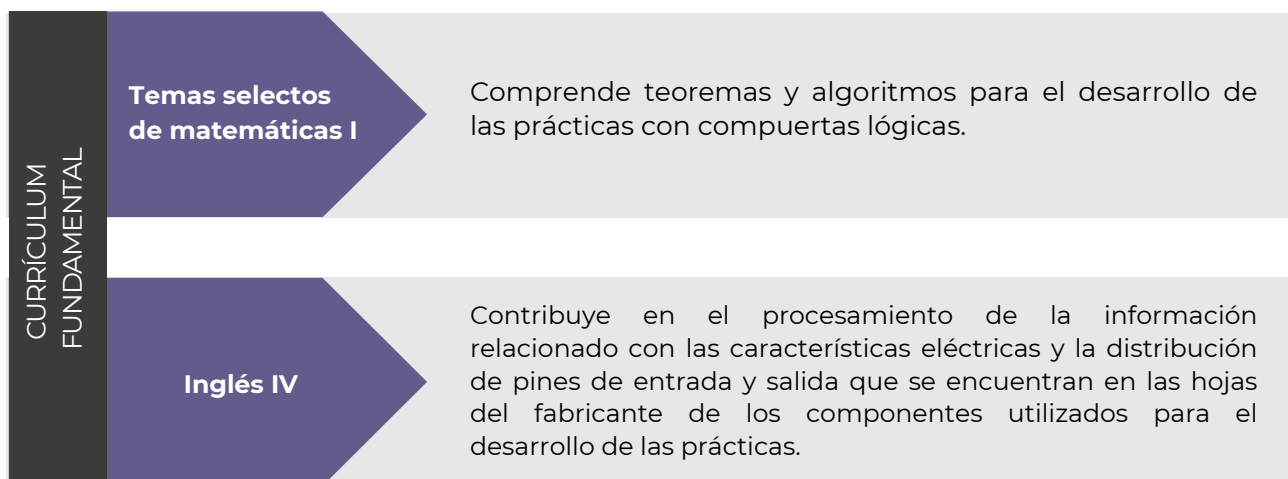 CURRÍCULUM
FUNDAMENTAL
Temas selectos
de matemáticas I
Comprende teoremas y algoritmos para el desarrollo de
las prácticas con compuertas lógicas.
Inglés IV
Contribuye en el procesamiento de la información
relacionado con las características eléctricas y la distribución
de pines de entrada y salida que se encuentran en las hojas
del fabricante de los componentes utilizados para el
desarrollo de las prácticas.